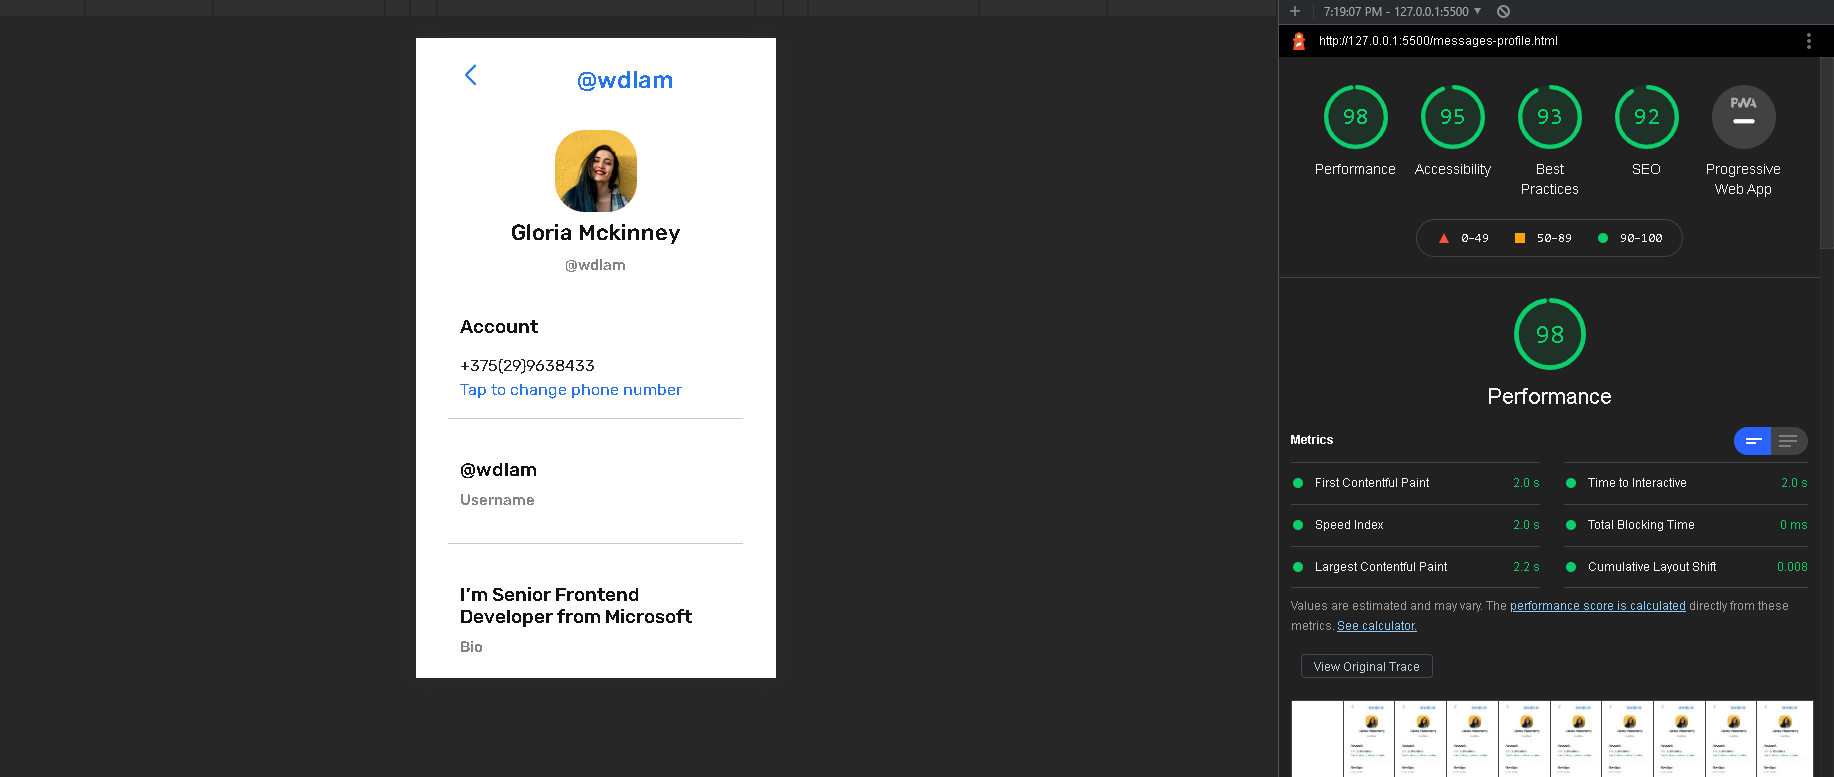 @wdlam
Gloria Mckinney
@wdlam
Account
+375(29)9638433
Tap to change phone number
@wdlam
Username
I’m Senior Frontend
Developer from Microsoft
Bio
7:19:07 PM - 127.0.0.1:5500
http://127.0.0.1:5500/messages-profile.html
98
95
93
92
PWA
Performance
Accessibility
Best
Practices
SEO
Progressive
Web App
0–49
50–89
90–100
98
Performance
Metrics
First Contentful Paint 2.0 s
Time to Interactive 2.0 s
Speed Index 2.0 s
Total Blocking Time 0 ms
Largest Contentful Paint 2.2 s
Cumulative Layout Shift 0.008
Values are estimated and may vary. The performance score is calculated directly from these
metrics. See calculator.
View Original Trace